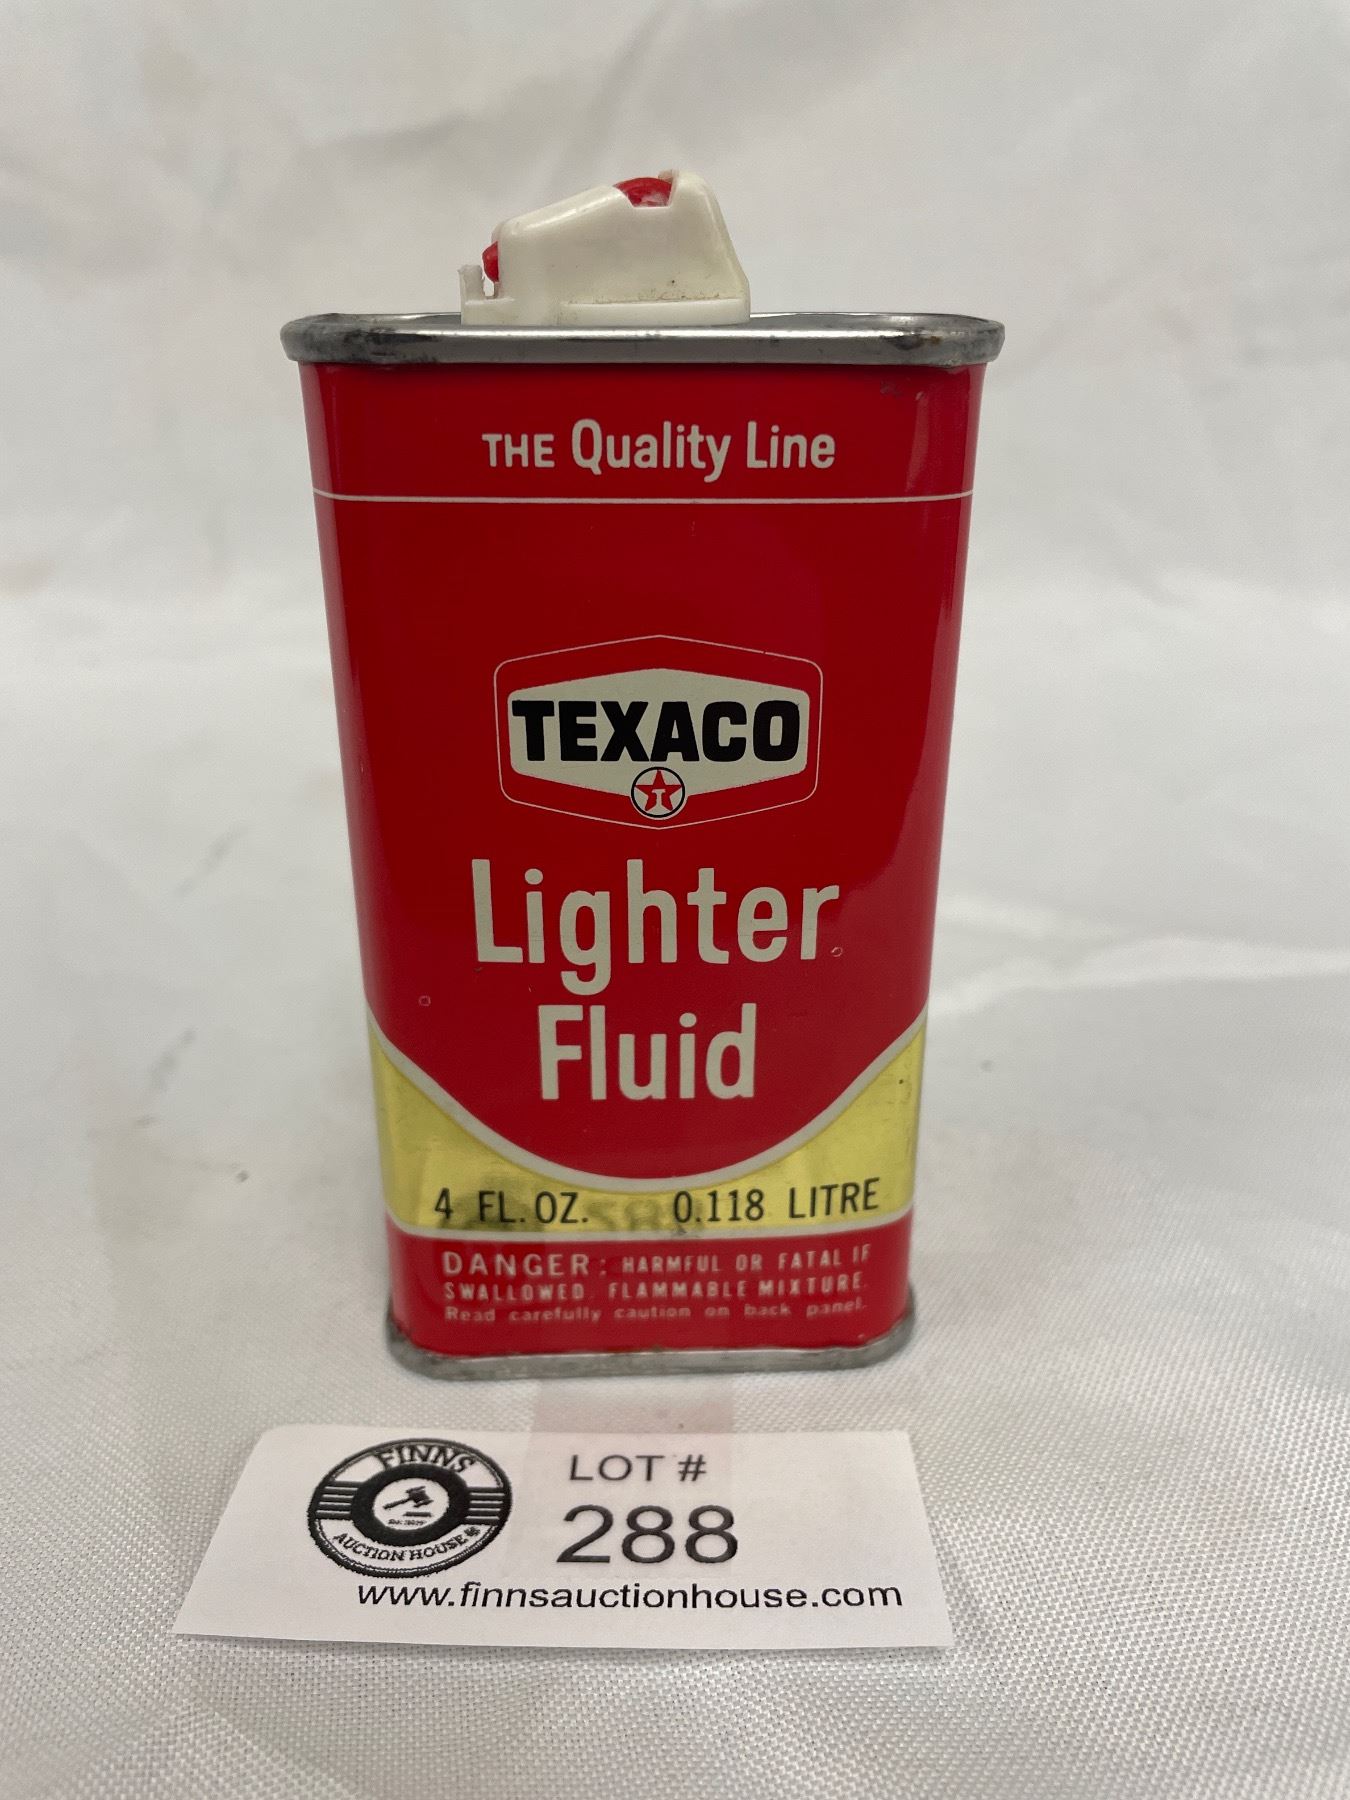 THE Quality Line
TEXACO
T
Lighter
Fluid
4 FL. OZ. 0.118 LITRE
DANGER: HARMFUL OR FATAL IF
SWALLOWED. FLAMMABLE MIXTURE.
Read carefully caution on back panel.
FINNS
AUCTION HOUSE
LOT #
288
www.finnsauctionhouse.com